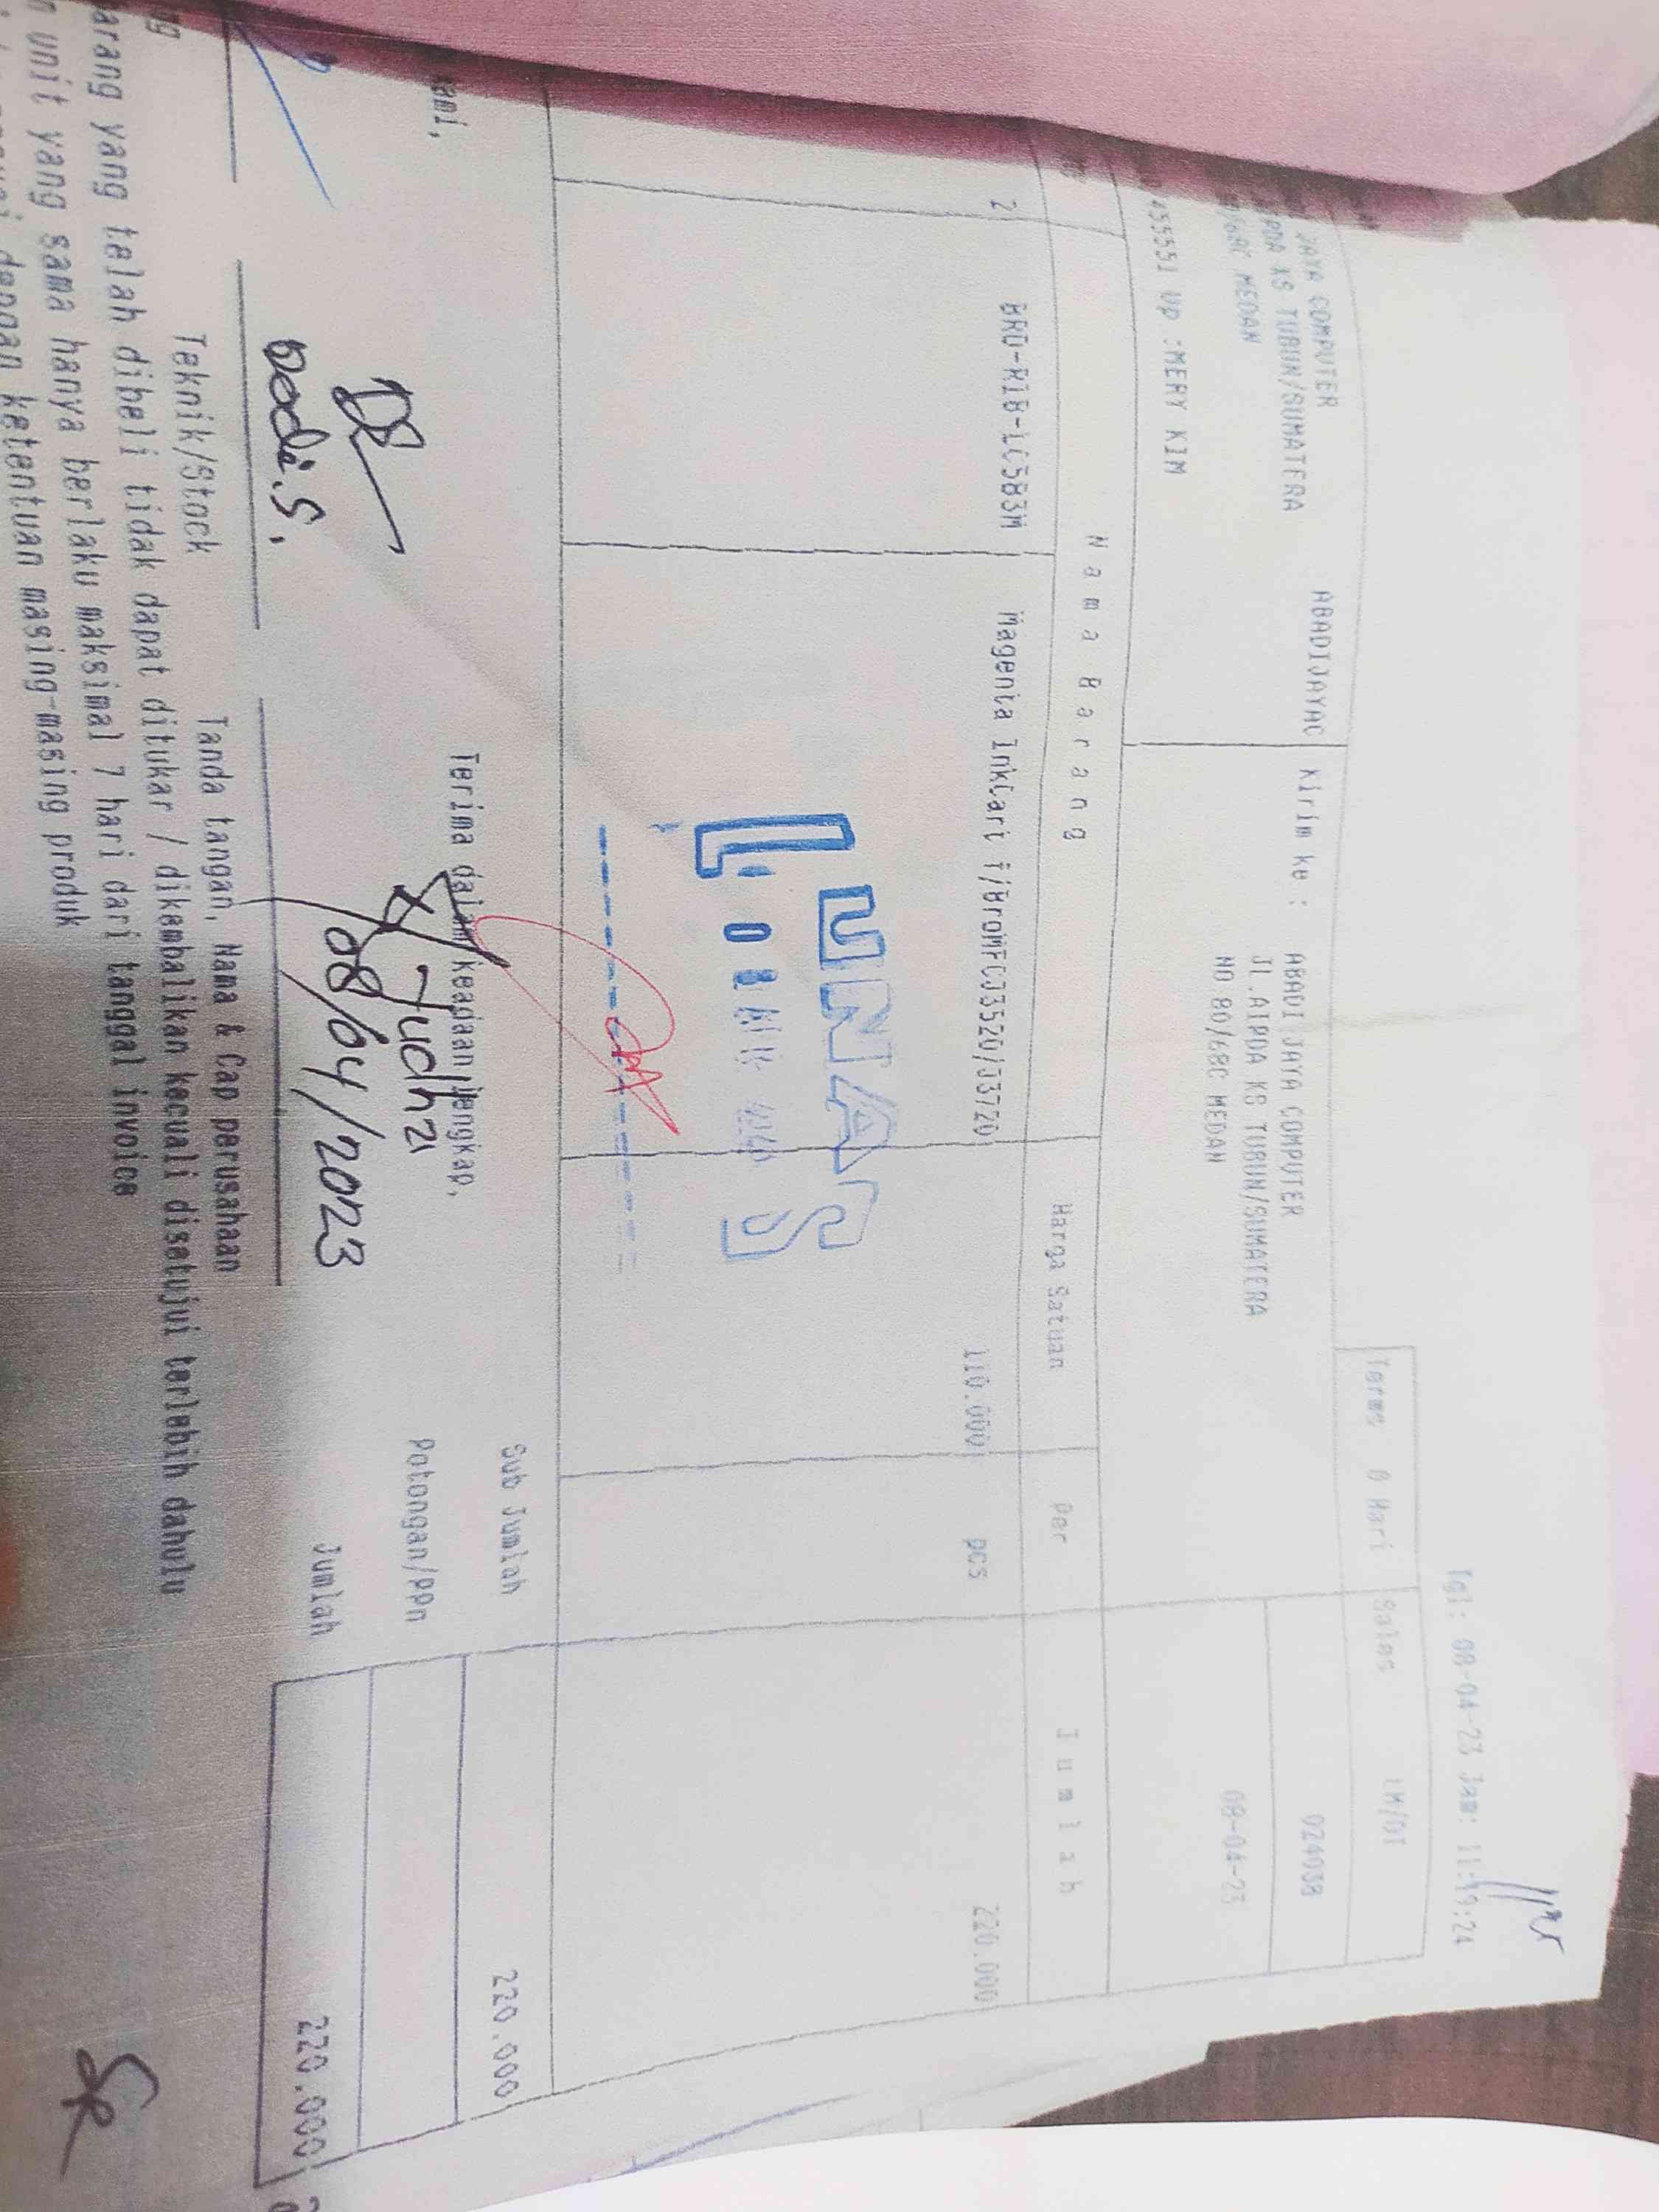 Tgl: 08-04-23 Jam: 11:19:24
Terms 0 Hari Sales LM/DI
JAYA COMPUTER ABADIJAYAC Kirim ke : ABADI JAYA COMPUTER 024038
KS TUBUN/SUMATERA Jl.AIPDA KS TUBUN/SUMATERA
MEDAN NO 80/68C MEDAN 08-04-23
455551 UP :MERY KIM
N a m a B a r a n g Harga Satuan Per J u m l a h
2 BRO-RIB-LC583M Magenta InkCart f/BroMFCJ3520/J3720 110.000 pcs 220.000
LUNAS
Sub Jumlah 220.000
kami, Terima dalam keadaan lengkap,
Potongan/PPn
Yudhzi
Dodi.S. 08/04/2023
Jumlah 220.000
Teknik/Stock Tanda tangan, Nama & Cap perusahaan
arang yang telah dibeli tidak dapat ditukar / dikembalikan kecuali disetujui terlebih dahulu
unit yang sama hanya berlaku maksimal 7 hari dari tanggal invoice
dengan ketentuan masing-masing produk